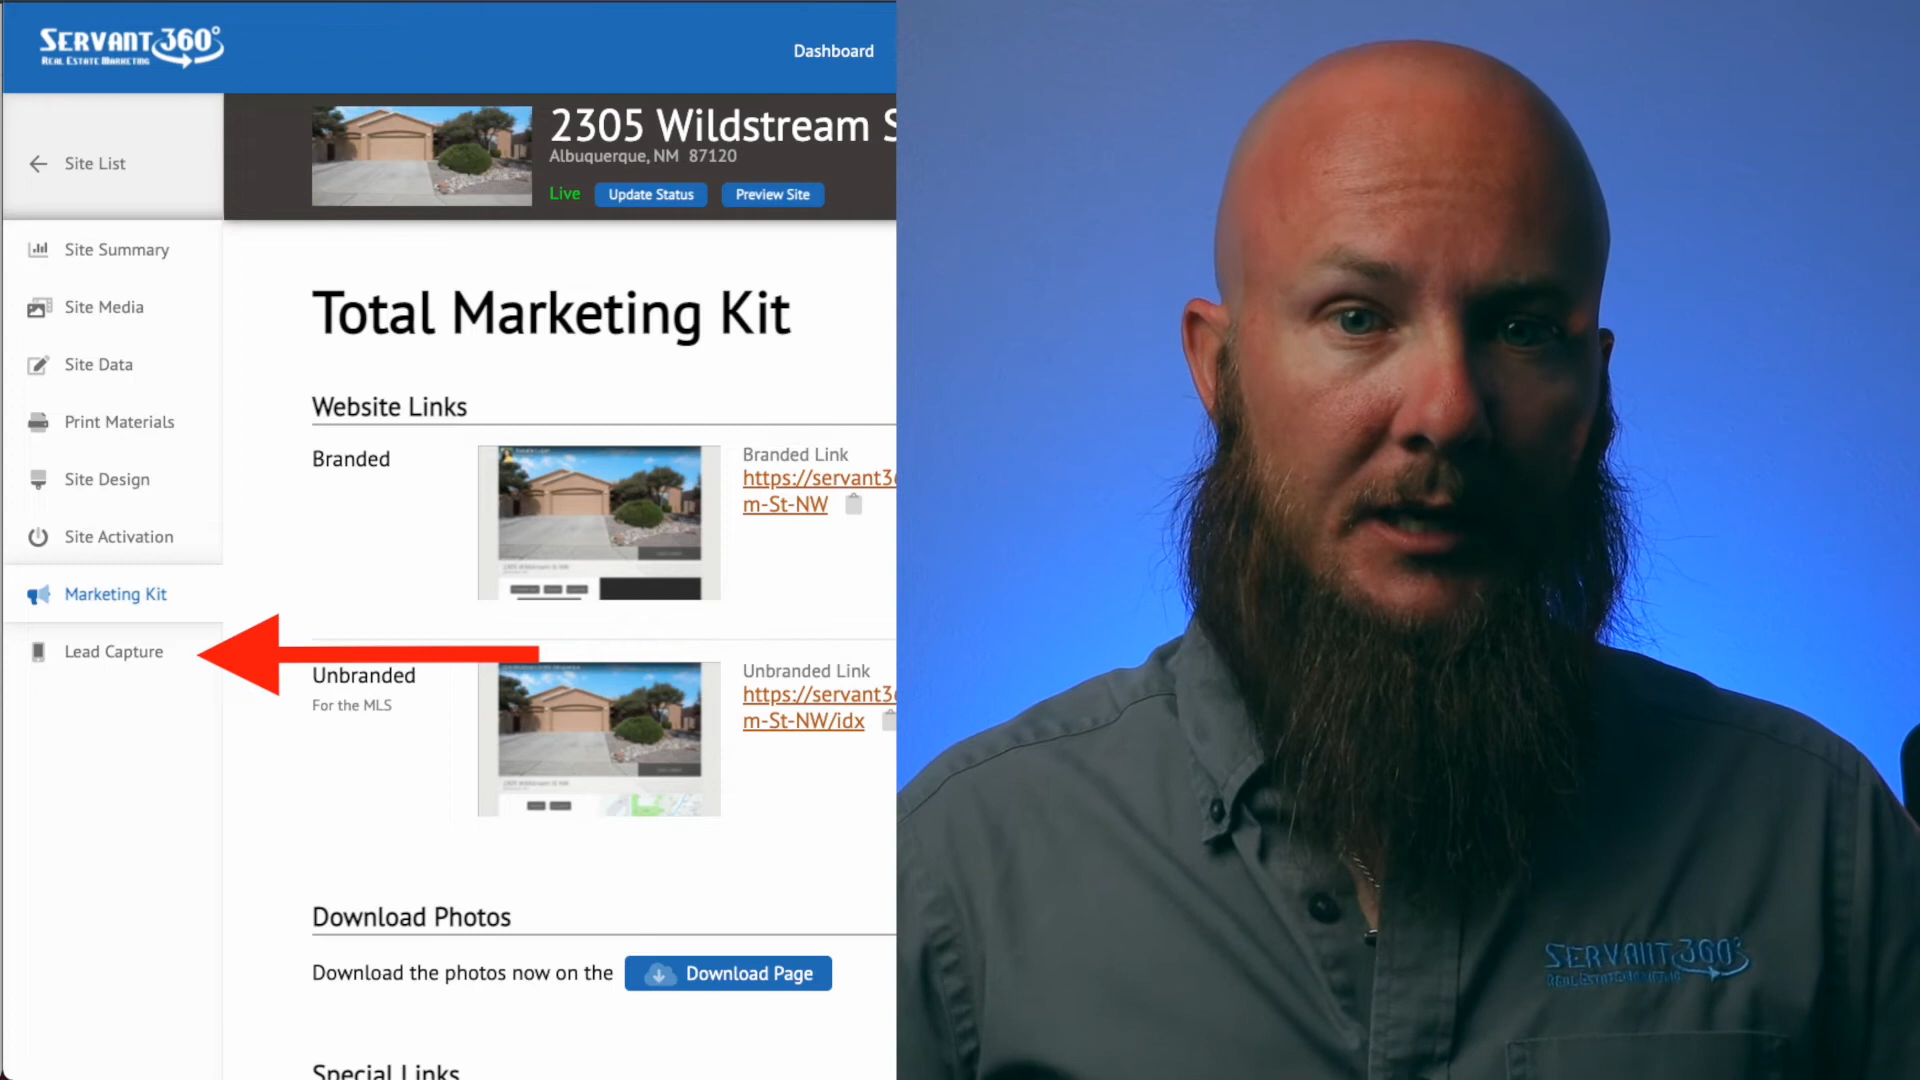 SERVANT 360°
REAL ESTATE MARKETING
Dashboard
2305 Wildstream S
Albuquerque, NM 87120
Live
Update Status
Preview Site
Site List
Site Summary
Site Media
Site Data
Print Materials
Site Design
Site Activation
Marketing Kit
Lead Capture
Total Marketing Kit
Website Links
Branded
Branded Link
https://servant3
m-St-NW
Unbranded
For the MLS
Unbranded Link
https://servant3
m-St-NW/idx
Download Photos
Download the photos now on the
Download Page
Special Links
SERVANT 360°